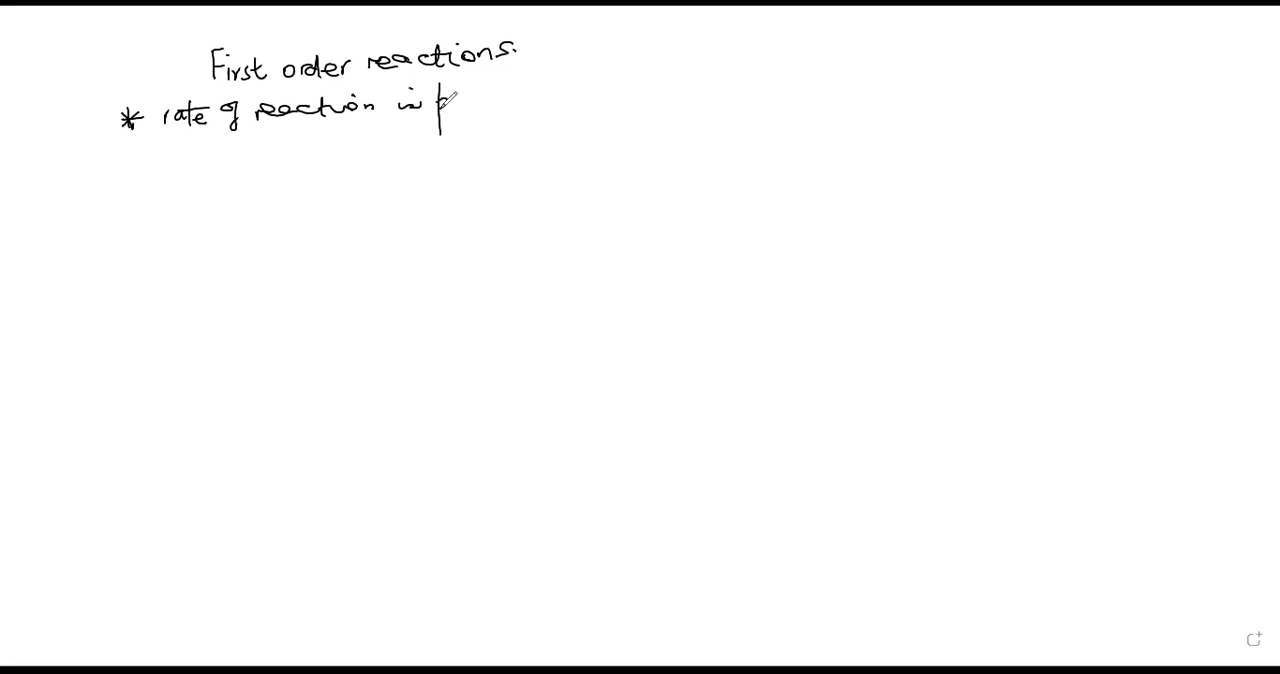 First order reactions.
* rate of reaction is p